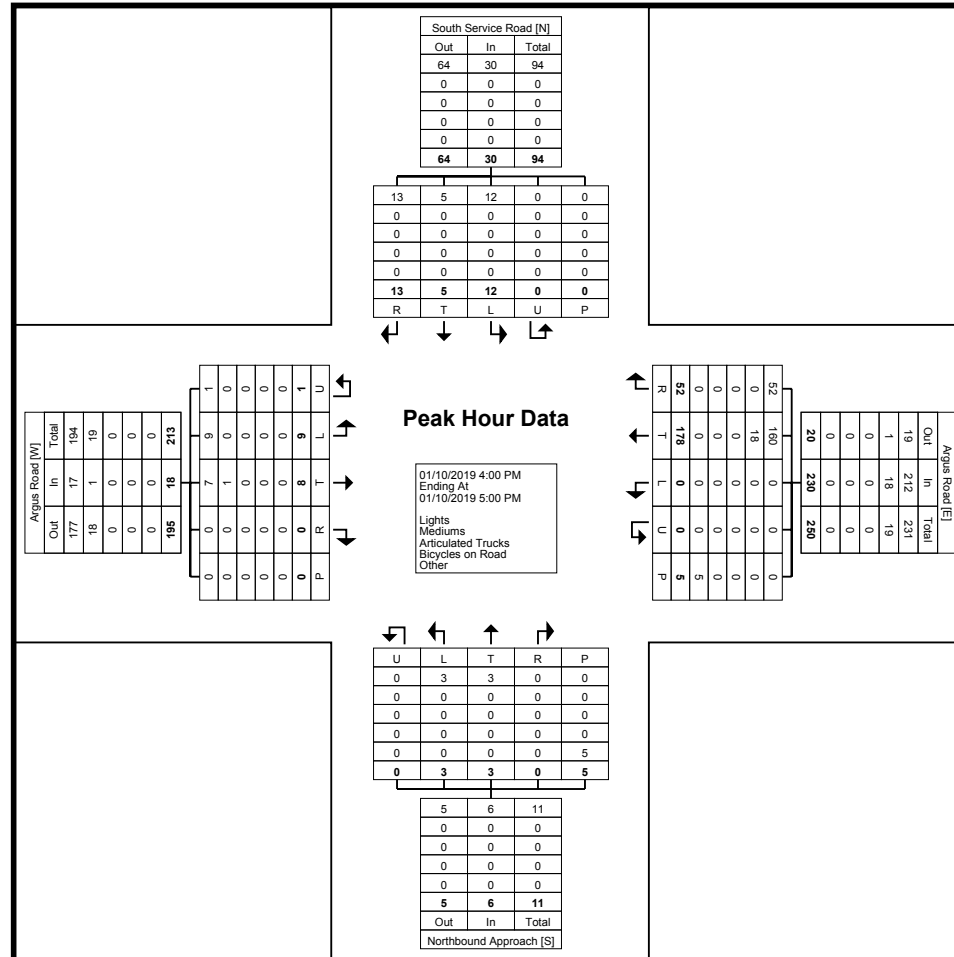 South Service Road [N]
Out In Total
64 30 94
0 0 0
0 0 0
0 0 0
0 0 0
64 30 94
13 5 12 0 0
0 0 0 0 0
0 0 0 0 0
0 0 0 0 0
0 0 0 0 0
13 5 12 0 0
R T L U P
Argus Road [W]
Out In Total
177 17 194
18 1 19
0 0 0
0 0 0
0 0 0
195 18 213
1 9 7 0 0
0 0 1 0 0
0 0 0 0 0
0 0 0 0 0
0 0 0 0 0
1 9 8 0 0
U L T R P
Peak Hour Data
01/10/2019 4:00 PM
Ending At
01/10/2019 5:00 PM
Lights
Mediums
Articulated Trucks
Bicycles on Road
Other
Argus Road [E]
Out In Total
19 212 231
1 18 19
0 0 0
0 0 0
0 0 0
20 230 250
52 160 0 0 0
0 18 0 0 0
0 0 0 0 0
0 0 0 0 0
0 0 0 0 5
52 178 0 0 5
R T L U P
U L T R P
0 3 3 0 0
0 0 0 0 0
0 0 0 0 0
0 0 0 0 0
0 0 0 0 5
0 3 3 0 5
5 6 11
0 0 0
0 0 0
0 0 0
0 0 0
5 6 11
Out In Total
Northbound Approach [S]